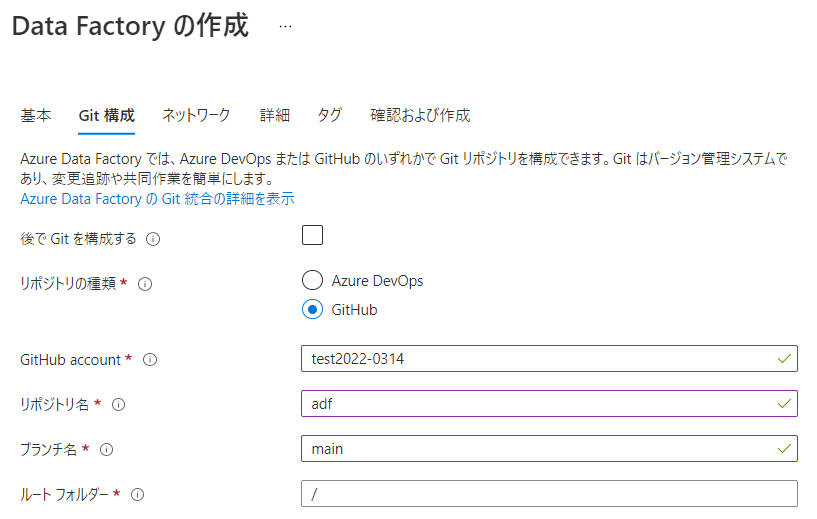 Data Factory の作成 ...
基本 Git 構成 ネットワーク 詳細 タグ 確認および作成
Azure Data Factory では、Azure DevOps または GitHub のいずれかで Git リポジトリを構成できます。Git はバージョン管理システムで
あり、変更追跡や共同作業を簡単にします。
Azure Data Factory の Git 統合の詳細を表示
後で Git を構成する
リポジトリの種類 *
Azure DevOps
GitHub
GitHub account * test2022-0314
リポジトリ名 * adf
ブランチ名 * main
ルート フォルダー * /